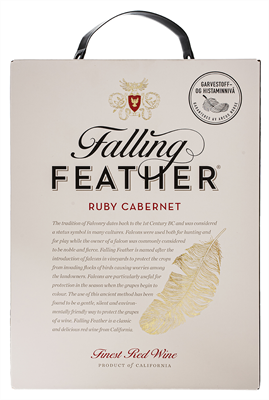 GARVESTOFF-
OG HISTAMINNIVÅ
Falling
FEATHER®
RUBY CABERNET
The tradition of Falconry dates back to the 1st Century BC and was considered
a status symbol in many cultures. Falcons were used both for hunting and
for play while the owner of a falcon was commonly considered
to be noble and fierce. Falling Feather is named after the
introduction of falcons in vineyards to protect the crops
from invading flocks of birds causing worries among
the landowners. Falcons are particularly useful for
protection in the season when the grapes begin to
colour. The use of this ancient method has been
found to be a gentle, silent and environ-
mentally friendly way to protect the grapes
of a wine. Falling Feather is a classic
and delicious red wine from California.
Finest Red Wine
PRODUCT OF CALIFORNIA